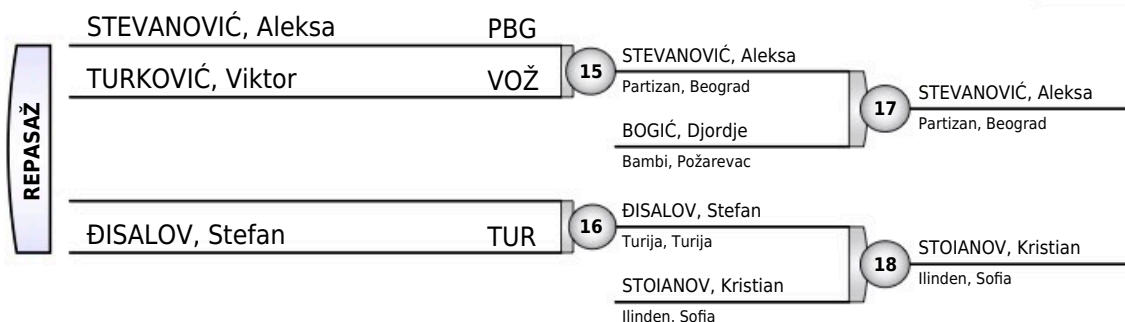 REPASAŽ
STEVANOVIĆ, Aleksa PBG
TURKOVIĆ, Viktor VOŽ
15
STEVANOVIĆ, Aleksa
Partizan, Beograd
BOGIĆ, Djordje
Bambi, Požarevac
17
STEVANOVIĆ, Aleksa
Partizan, Beograd
ĐISALOV, Stefan TUR
16
ĐISALOV, Stefan
Turija, Turija
STOIANOV, Kristian
Ilinden, Sofia
18
STOIANOV, Kristian
Ilinden, Sofia